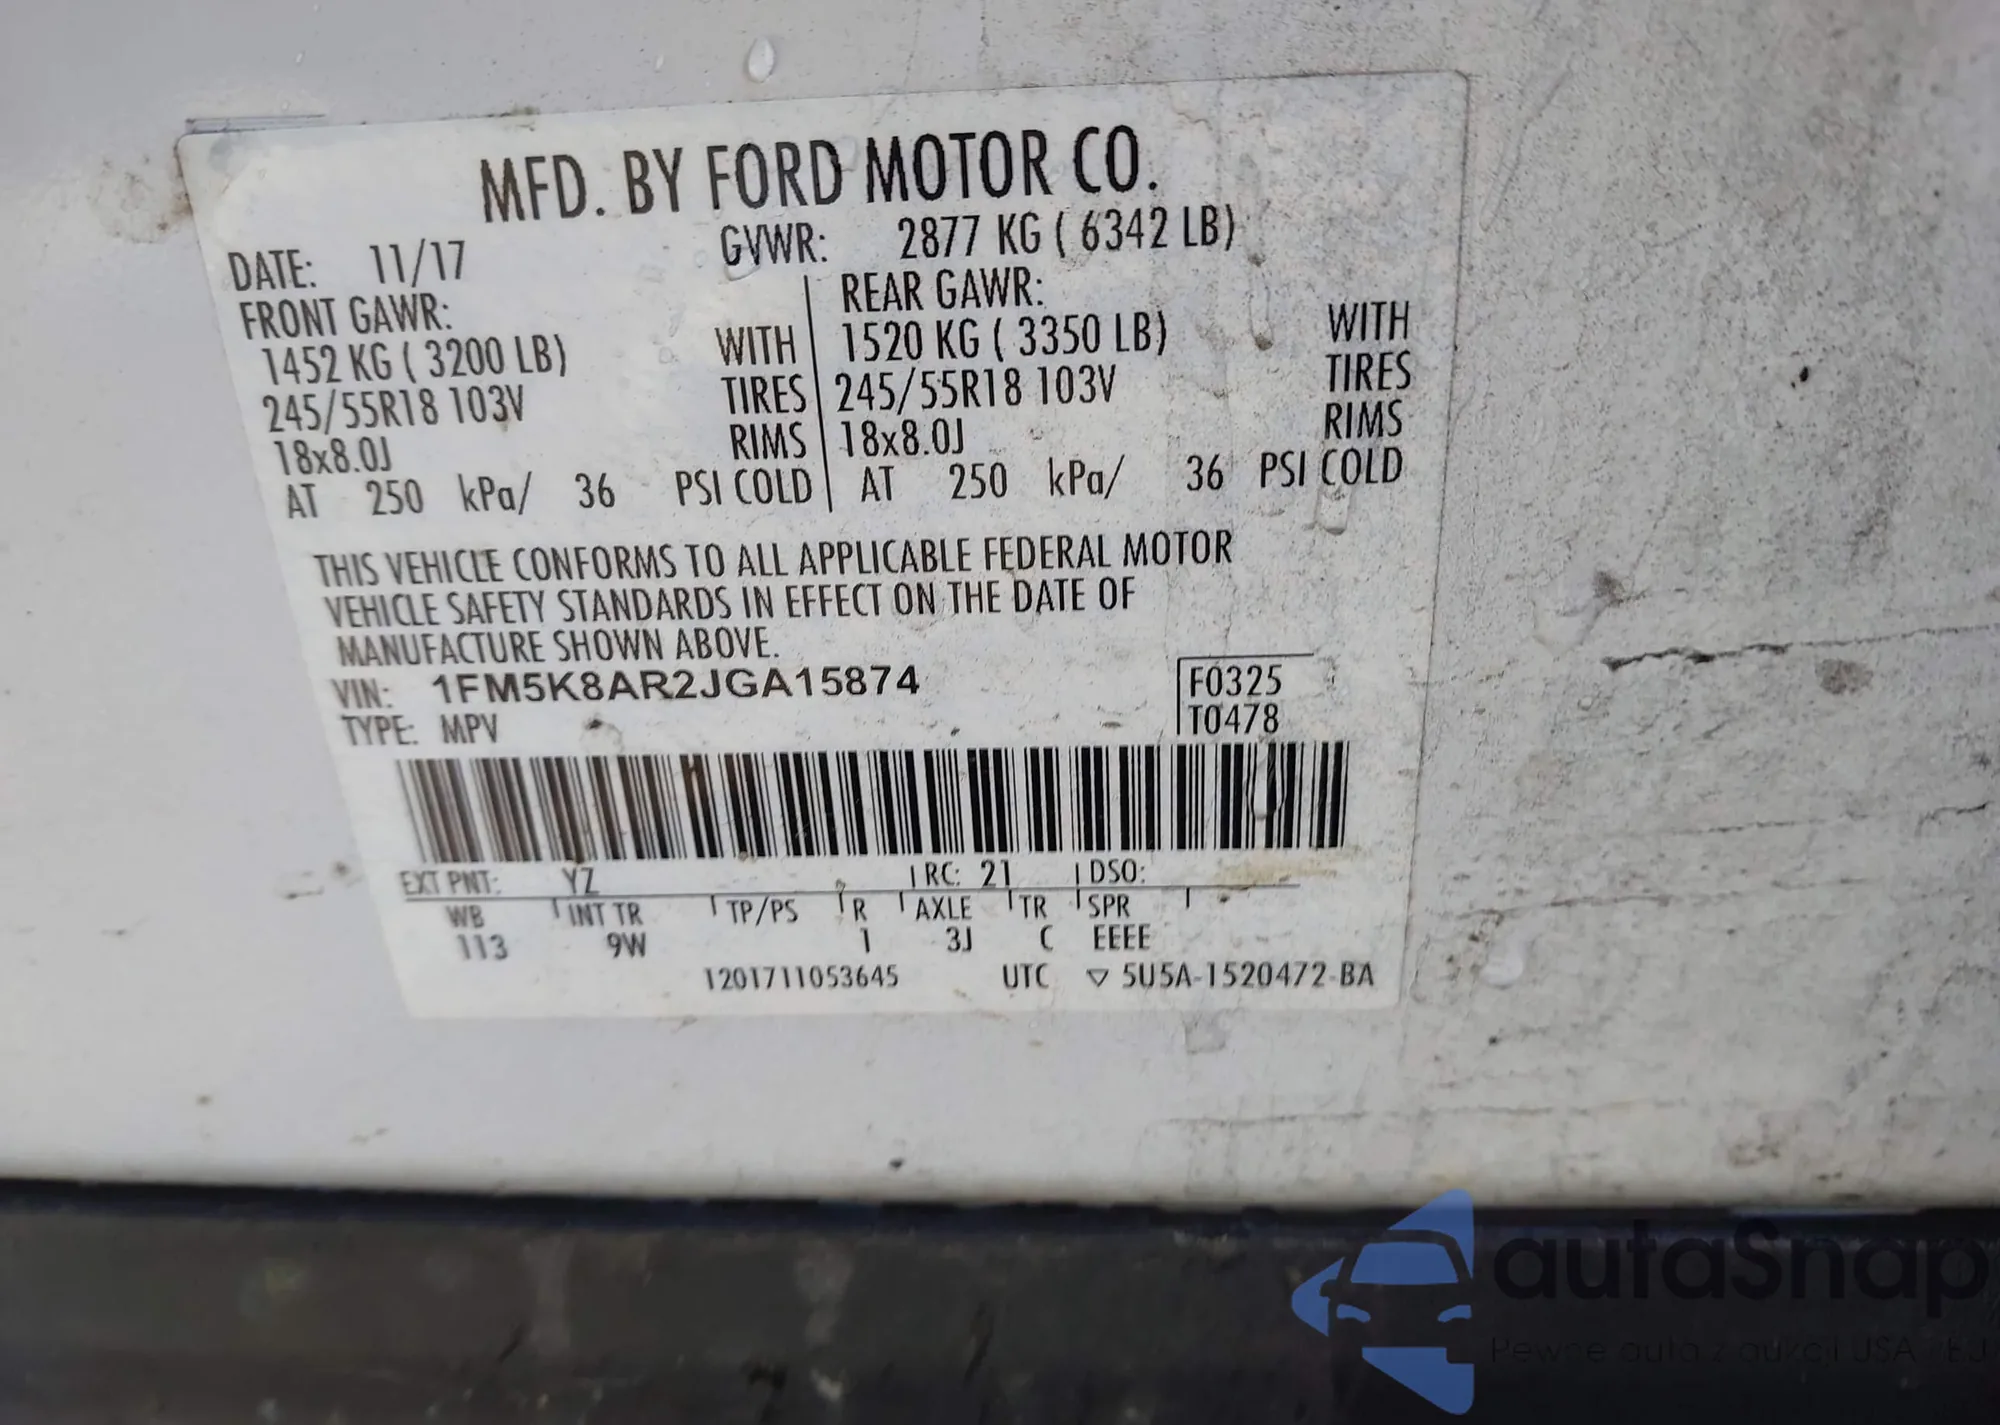 MFD. BY FORD MOTOR CO.
DATE: 11/17 GVWR: 2877 KG ( 6342 LB)
FRONT GAWR: REAR GAWR:
1452 KG ( 3200 LB) WITH 1520 KG ( 3350 LB) WITH
245/55R18 103V TIRES 245/55R18 103V TIRES
18x8.0J RIMS 18x8.0J RIMS
AT 250 kPa/ 36 PSI COLD AT 250 kPa/ 36 PSI COLD
THIS VEHICLE CONFORMS TO ALL APPLICABLE FEDERAL MOTOR
VEHICLE SAFETY STANDARDS IN EFFECT ON THE DATE OF
MANUFACTURE SHOWN ABOVE.
VIN: 1FM5K8AR2JGA15874 F0325
TYPE: MPV T0478
EXT PNT: YZ RC: 21 DSO:
WB INT TR TP/PS R AXLE TR SPR
113 9W 1 3J C EEEE
1201711053645 UTC ▽ 5U5A-1520472-BA
autaSnap
Pewne auta z aukcji USA